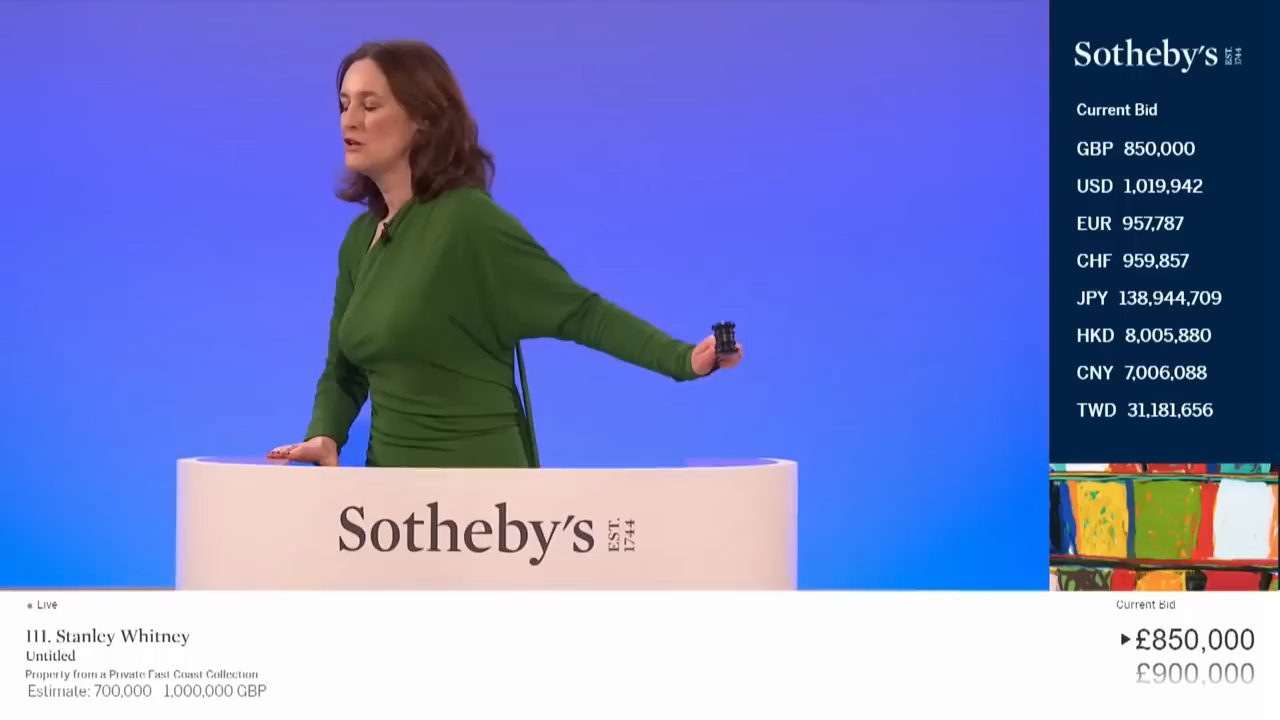 Sotheby's EST. 1744
Current Bid
GBP 850,000
USD 1,019,942
EUR 957,787
CHF 959,857
JPY 138,944,709
HKD 8,005,880
CNY 7,006,088
TWD 31,181,656
Sotheby's EST. 1744
Live
111. Stanley Whitney
Untitled
Property from a Private East Coast Collection
Estimate: 700,000 1,000,000 GBP
Current Bid
£850,000
£900,000